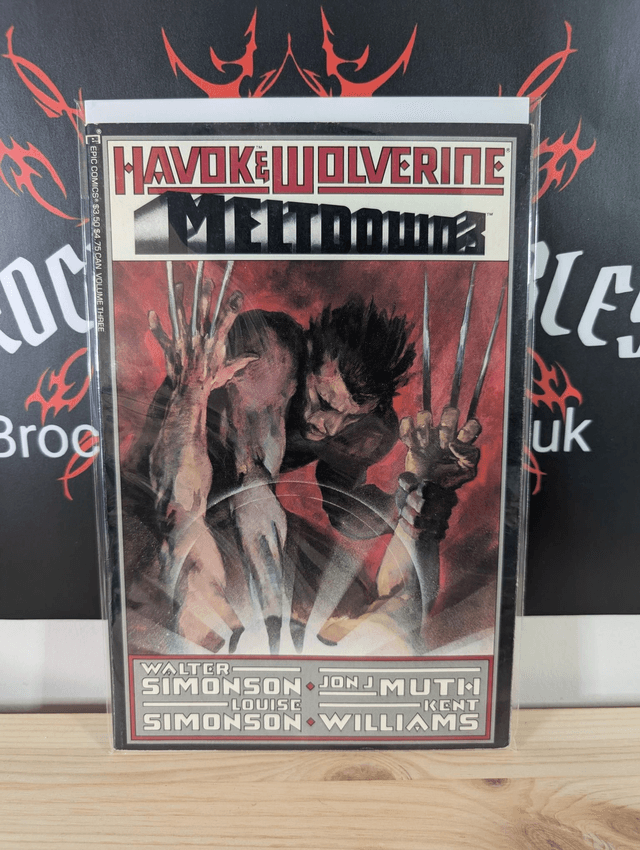 HAVOK & WOLVERINE
MELTDOWN 3
EPIC COMICS® $3.50 $4.75 CAN VOLUME THREE
WALTER
SIMONSON • JON J MUTH
LOUISE KENT
SIMONSON • WILLIAMS
Broc
uk